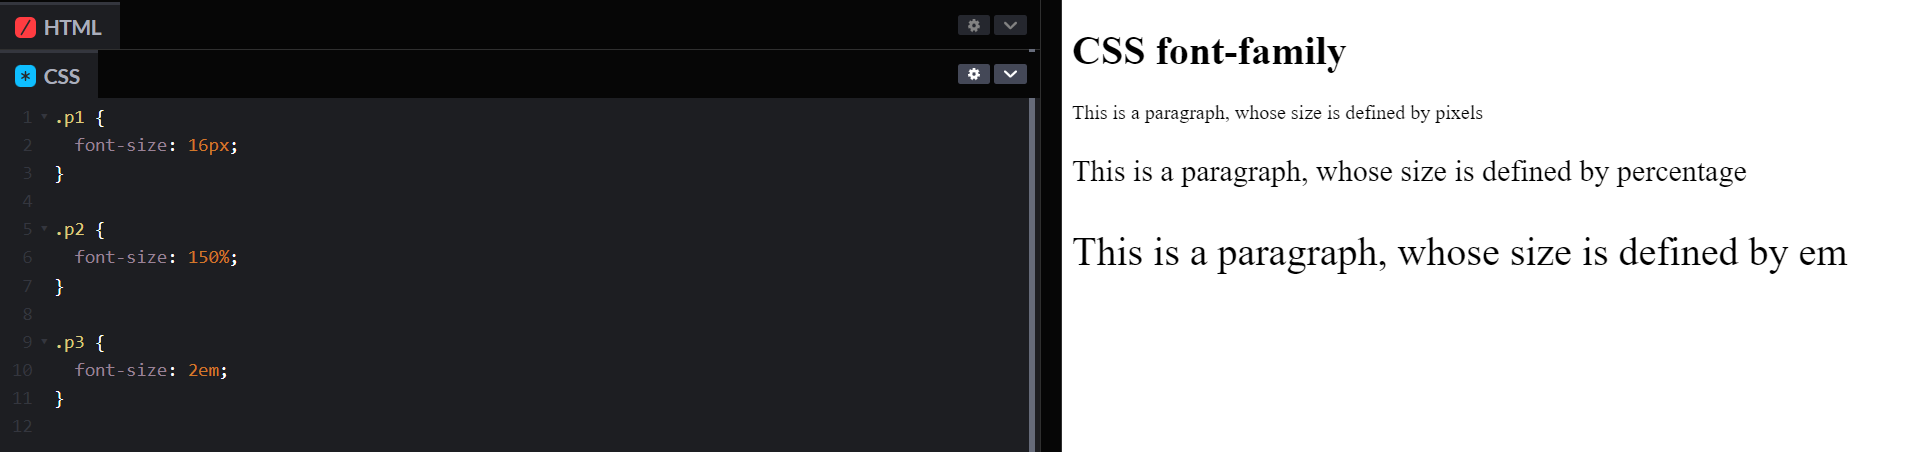 HTML
CSS
1 .p1 {
2 font-size: 16px;
3 }
4
5 .p2 {
6 font-size: 150%;
7 }
8
9 .p3 {
10 font-size: 2em;
11 }
12
CSS font-family
This is a paragraph, whose size is defined by pixels
This is a paragraph, whose size is defined by percentage
This is a paragraph, whose size is defined by em